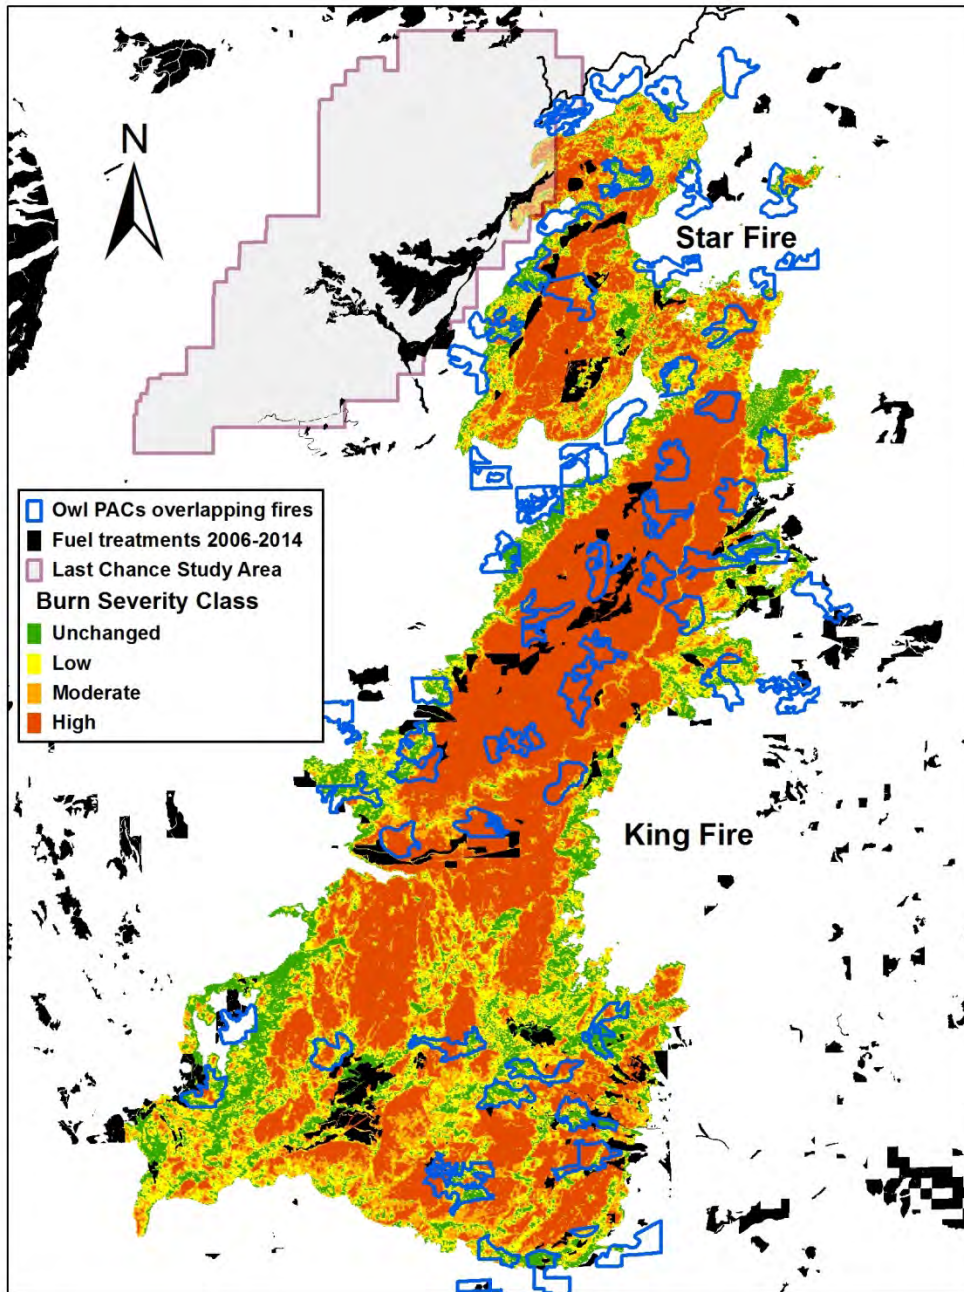 N
Star Fire
Owl PACs overlapping fires
Fuel treatments 2006-2014
Last Chance Study Area
Burn Severity Class
Unchanged
Low
Moderate
High
King Fire